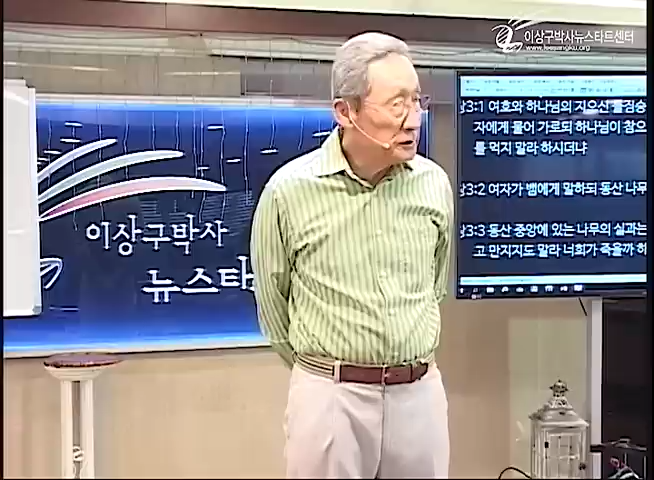 이상구박사뉴스타트센터
www.leesangku.org
3:1 여호와 하나님의 지으신 들짐승
자에게 물어 가로되 하나님이 참으
를 먹지 말라 하시더냐
3:2 여자가 뱀에게 말하되 동산 나무
3:3 동산 중앙에 있는 나무의 실과는
고 만지지도 말라 너희가 죽을까 하
이상구박사
뉴스타